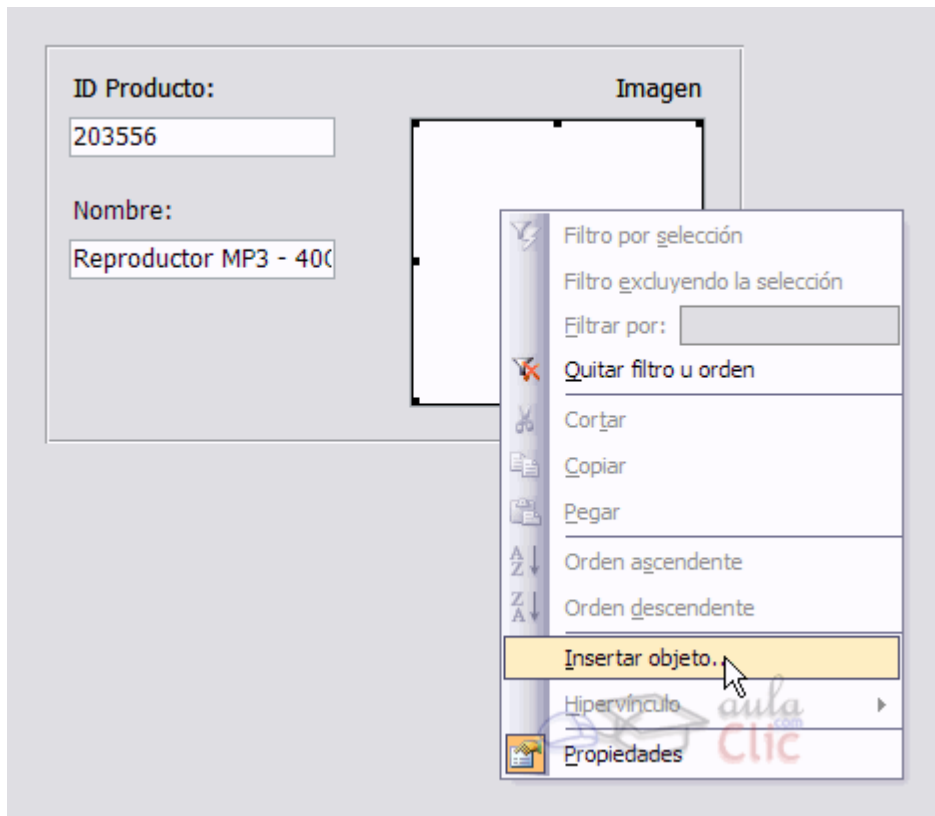 ID Producto:
Imagen
203556
Nombre:
Reproductor MP3 - 400
Filtro por selección
Filtro excluyendo la selección
Filtrar por:
Quitar filtro u orden
Cortar
Copiar
Pegar
Orden ascendente
Orden descendente
Insertar objeto...
Hipervínculo
Propiedades
aula
.com
Clic